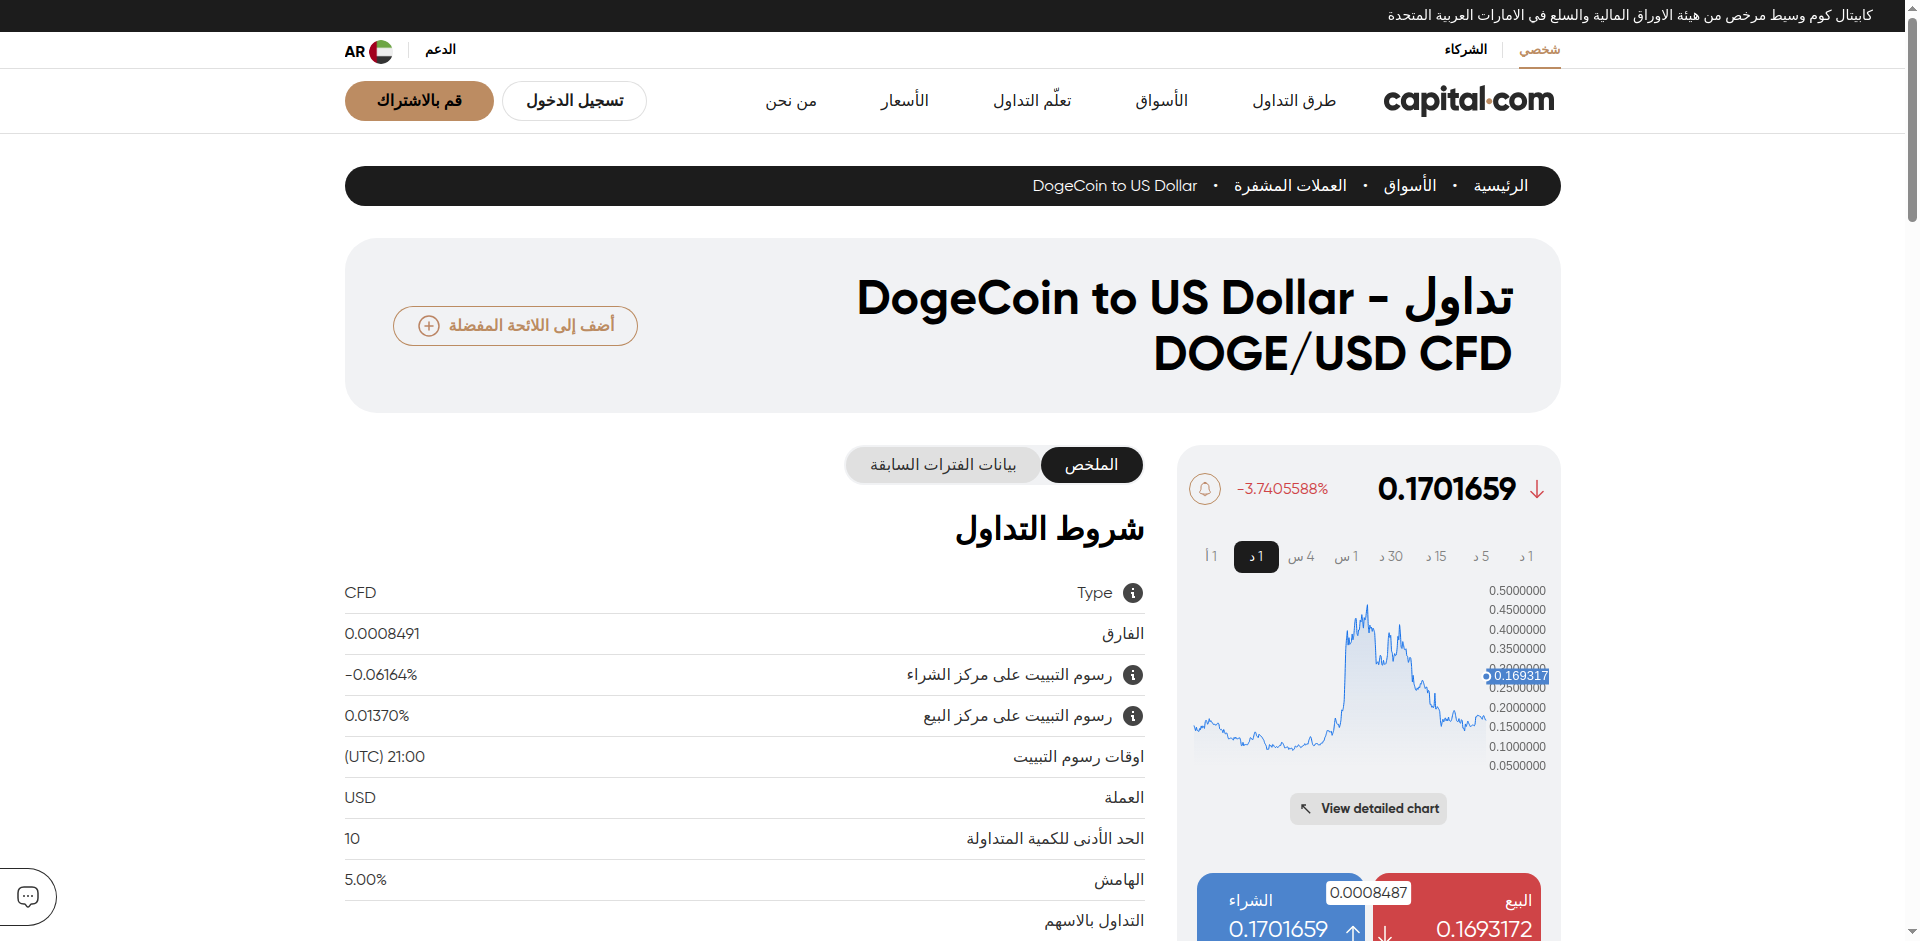 كابيتال كوم وسيط مرخص من هيئة الاوراق المالية والسلع في الامارات العربية المتحدة
شخصي
الشركاء
الدعم
AR
capital.com
طرق التداول
الأسواق
تعلّم التداول
الأسعار
من نحن
تسجيل الدخول
قم بالاشتراك
الرئيسية • الأسواق • العملات المشفرة • DogeCoin to US Dollar
تداول DogeCoin to US Dollar -
DOGE/USD CFD
أضف إلى اللائحة المفضلة
0.1701659
-3.7405588%
1 د
5 د
15 د
30 د
1 س
4 س
1 د
1 أ
0.5000000
0.4500000
0.4000000
0.3500000
0.3000000
0.169317
0.2500000
0.2000000
0.1500000
0.1000000
0.0500000
View detailed chart
البيع
0.1693172
0.0008487
الشراء
0.1701659
الملخص
بيانات الفترات السابقة
شروط التداول
Type CFD
الفارق 0.0008491
رسوم التبييت على مركز الشراء -0.06164%
رسوم التبييت على مركز البيع 0.01370%
اوقات رسوم التبييت 21:00 (UTC)
العملة USD
الحد الأدنى للكمية المتداولة 10
الهامش 5.00%
التداول بالاسهم